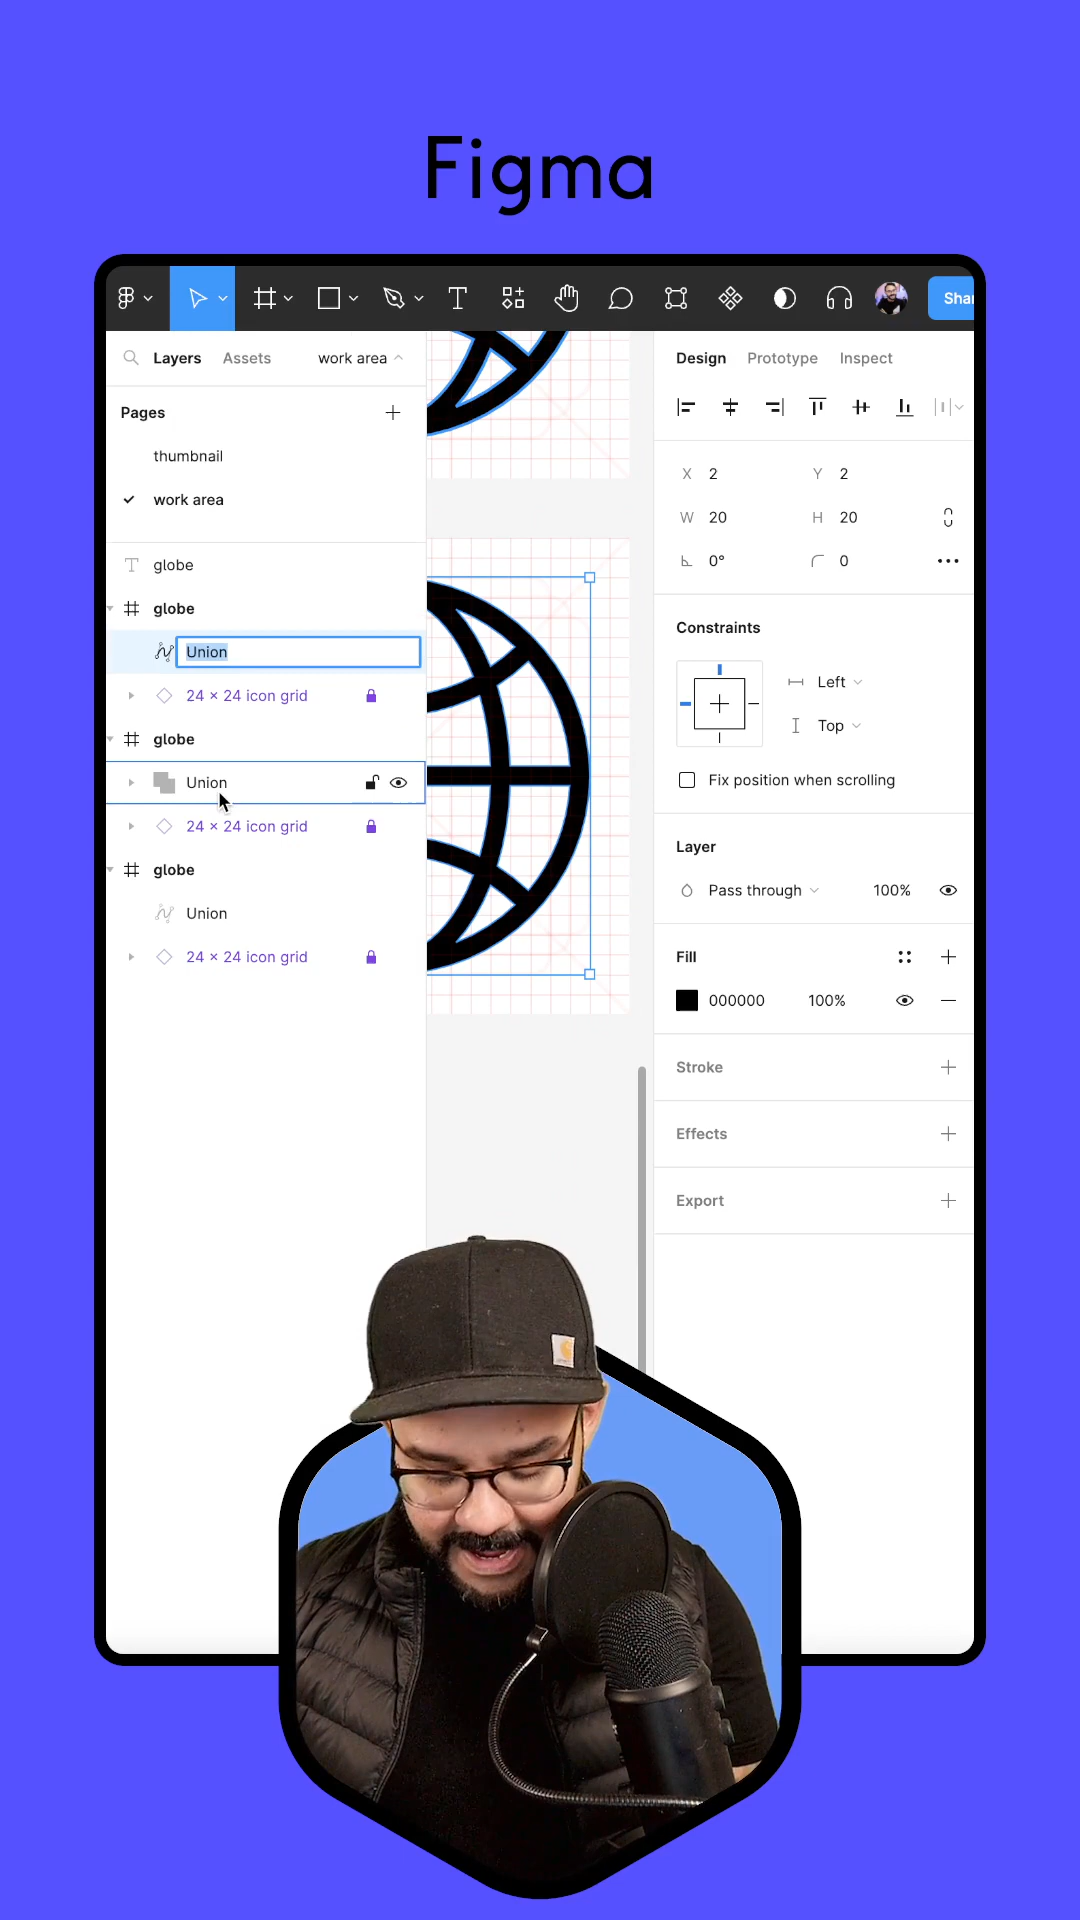 Figma
Shar
Layers Assets work area
Design Prototype Inspect
Pages
thumbnail
work area
globe
globe
Union
24 × 24 icon grid
globe
Union
24 × 24 icon grid
globe
Union
24 × 24 icon grid
X 2 Y 2
W 20 H 20
0° 0
Constraints
Left
Top
Fix position when scrolling
Layer
Pass through 100%
Fill
000000 100%
Stroke
Effects
Export